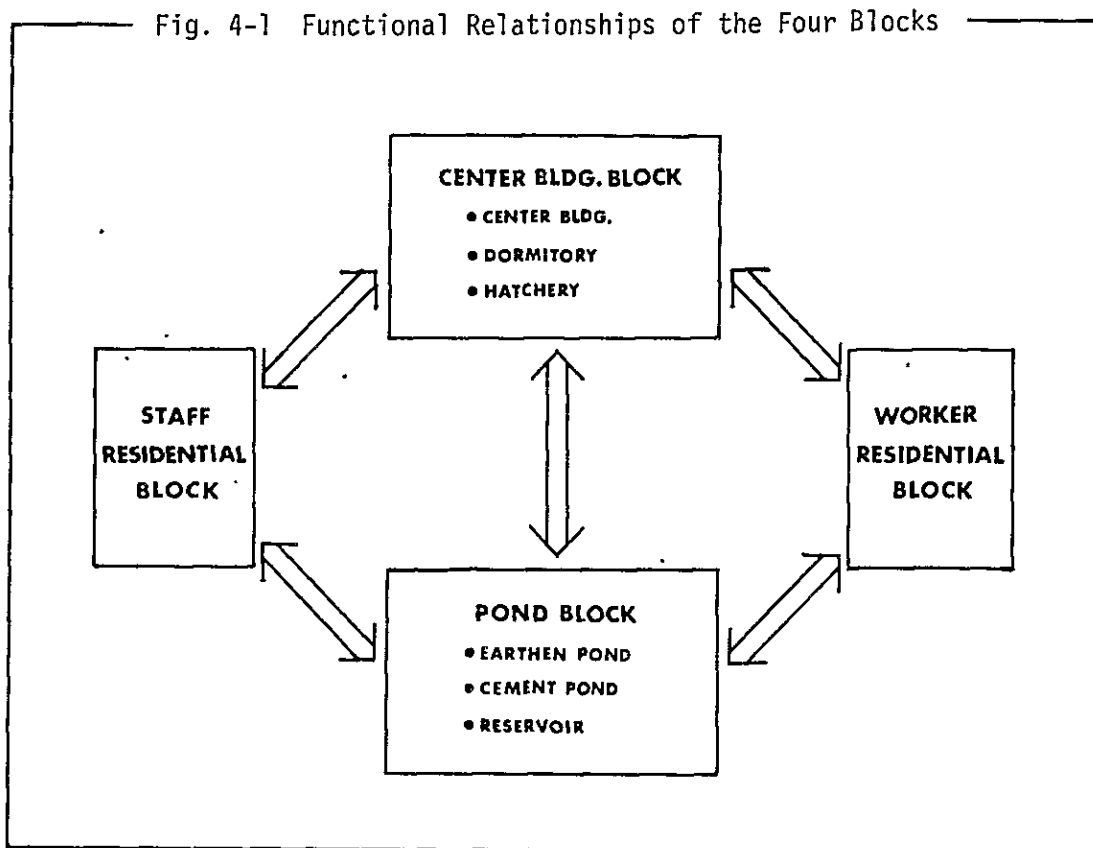 Fig. 4-1 Functional Relationships of the Four Blocks
CENTER BLDG. BLOCK
• CENTER BLDG.
• DORMITORY
• HATCHERY
STAFF
RESIDENTIAL
BLOCK
WORKER
RESIDENTIAL
BLOCK
POND BLOCK
• EARTHEN POND
• CEMENT POND
• RESERVOIR